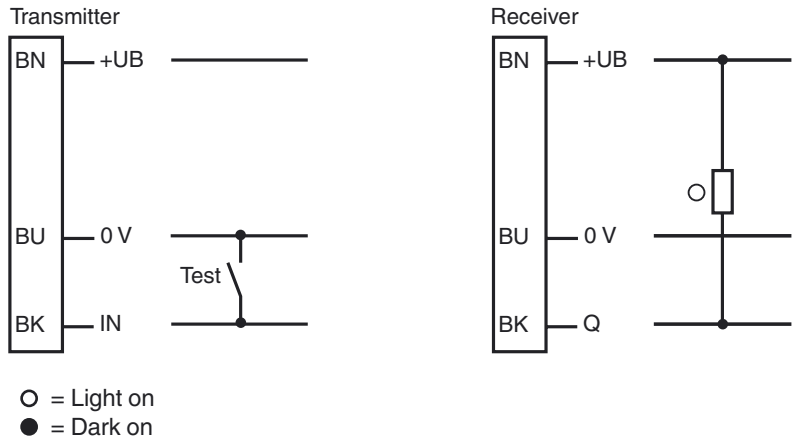 Transmitter
BN +UB
BU 0 V
Test
BK IN
Receiver
BN +UB
BU 0 V
BK Q
= Light on
= Dark on